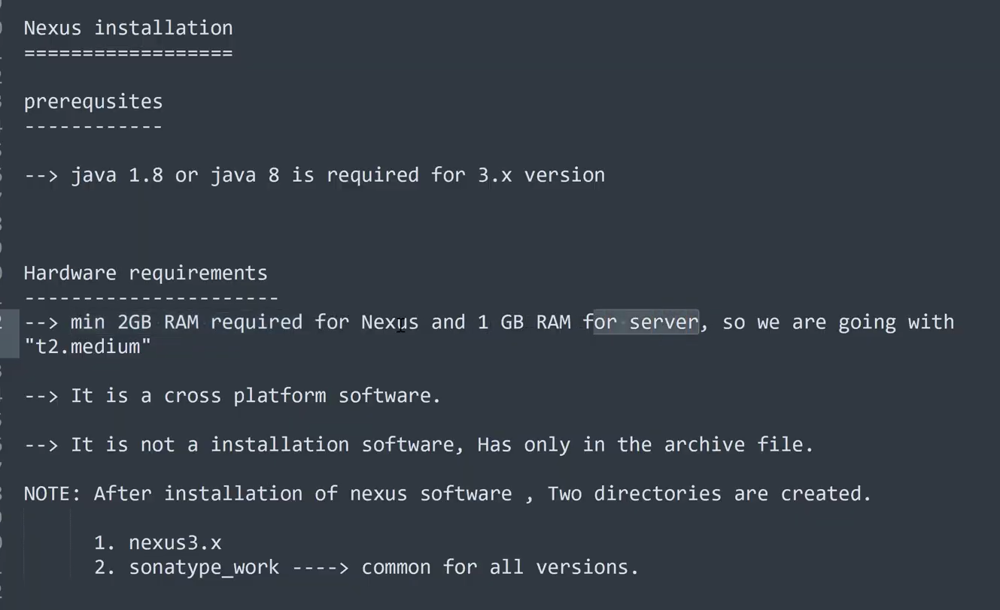 Nexus installation
==================
prerequsites
------------
--> java 1.8 or java 8 is required for 3.x version
Hardware requirements
----------------------
--> min 2GB RAM required for Nexus and 1 GB RAM for server, so we are going with
"t2.medium"
--> It is a cross platform software.
--> It is not a installation software, Has only in the archive file.
NOTE: After installation of nexus software , Two directories are created.
1. nexus3.x
2. sonatype_work ----> common for all versions.